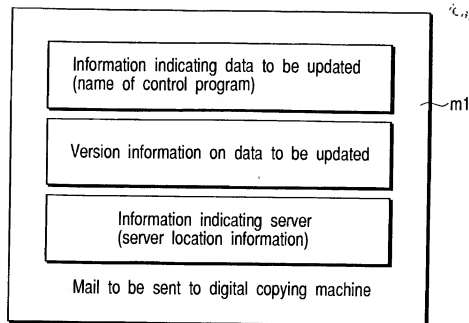 Information indicating data to be updated
(name of control program)
m1
Version information on data to be updated
Information indicating server
(server location information)
Mail to be sent to digital copying machine